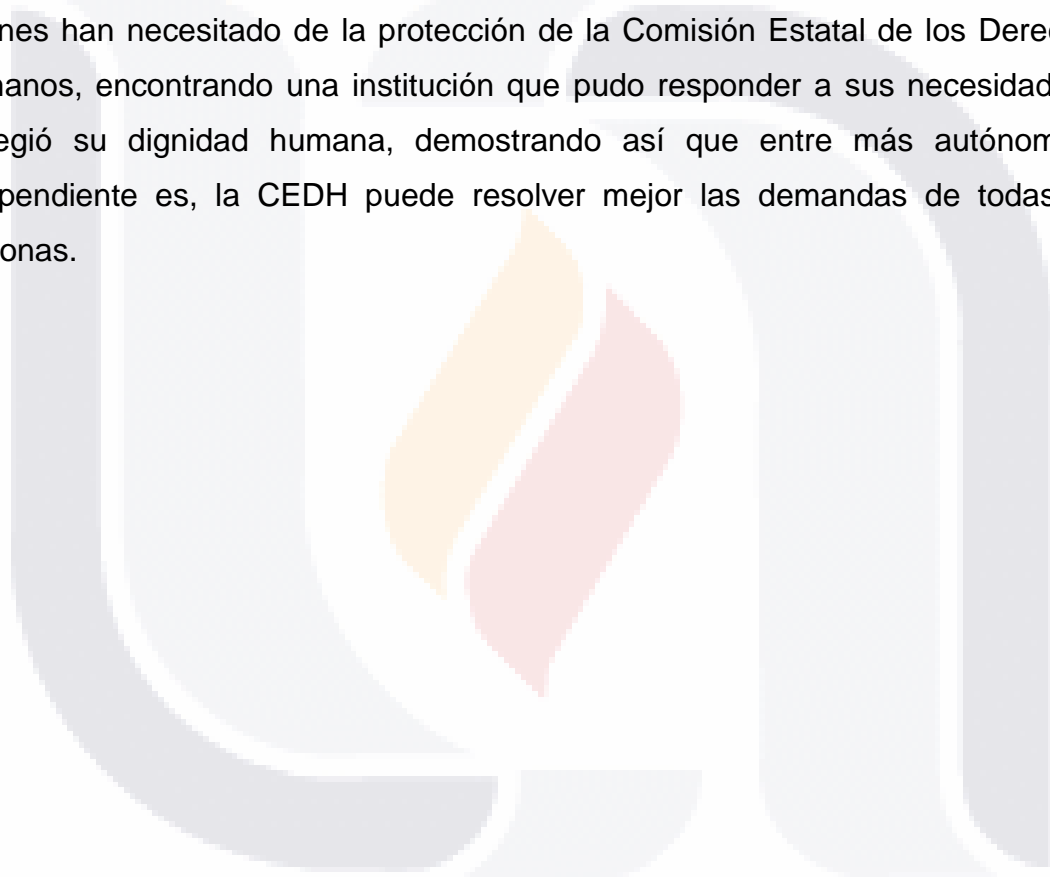 nes han necesitado de la protección de la Comisión Estatal de los Dere
anos, encontrando una institución que pudo responder a sus necesidad
egió su dignidad humana, demostrando así que entre más autónom
pendiente es, la CEDH puede resolver mejor las demandas de todas
onas.